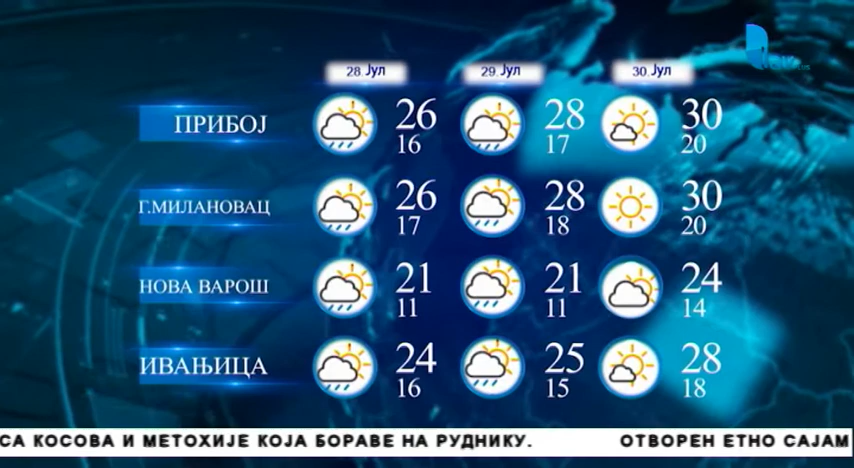 28. Јул 29. Јул 30. Јул
ПРИБОЈ 26 28 30
16 17 20
Г.МИЛАНОВАЦ 26 28 30
17 18 20
НОВА ВАРОШ 21 21 24
11 11 14
ИВАЊИЦА 24 25 28
16 15 18
СА КОСОВА И МЕТОХИЈЕ КОЈА БОРАВЕ НА РУДНИКУ. ОТВОРЕН ЕТНО САЈАМ